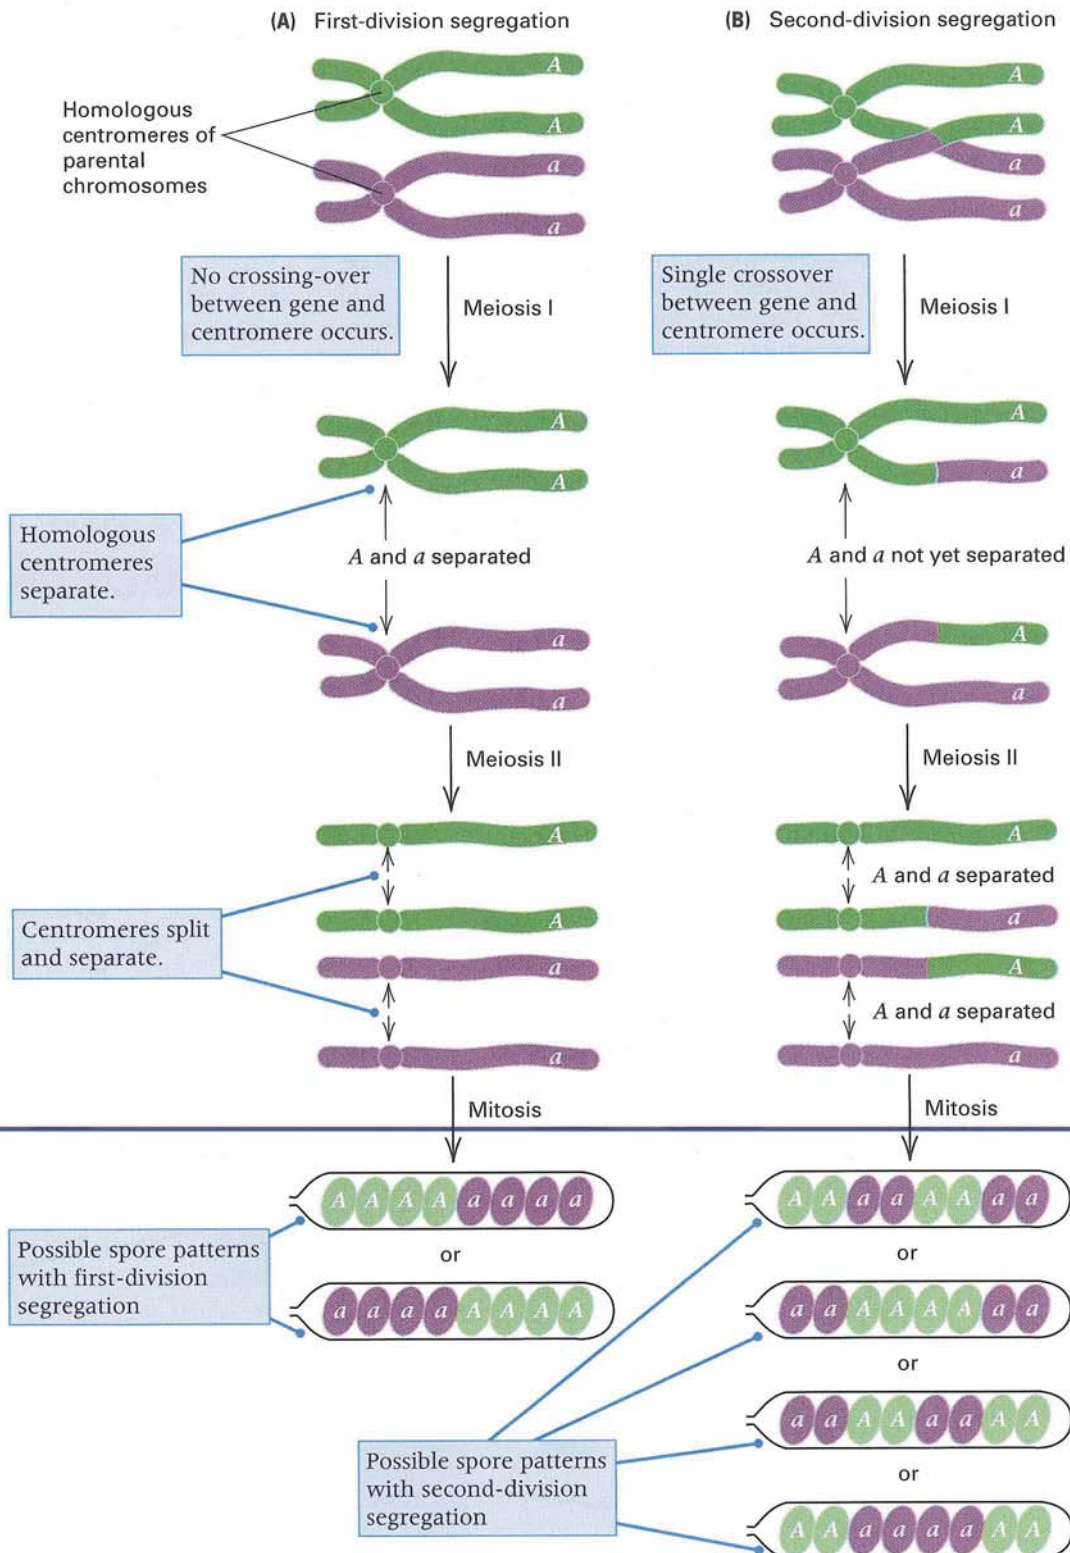 (A) First-division segregation
(B) Second-division segregation
A
A
a
a
A
A
a
a
Homologous
centromeres of
parental
chromosomes
No crossing-over
between gene and
centromere occurs.
Meiosis I
Single crossover
between gene and
centromere occurs.
Meiosis I
A
A
A
a
Homologous
centromeres
separate.
A and a separated
A and a not yet separated
a
a
A
a
Meiosis II
Meiosis II
A
A
a
a
A
A and a separated
a
A
A and a separated
a
Centromeres split
and separate.
Mitosis
Mitosis
A A A A a a a a
or
a a a a A A A A
Possible spore patterns
with first-division
segregation
A A a a A A a a
or
a a A A A A a a
or
a a A A a a A A
or
A A a a a a A A
Possible spore patterns
with second-division
segregation